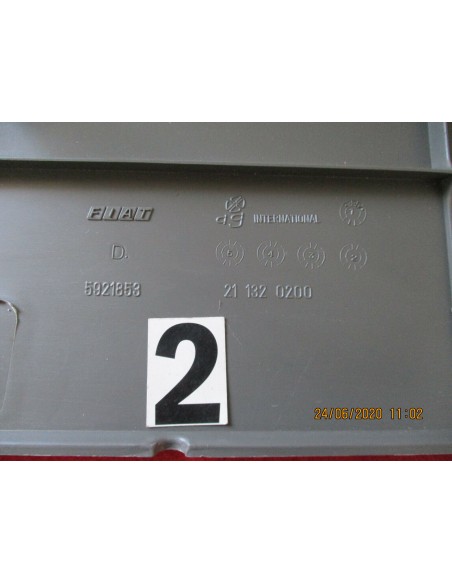 FIAT
INTERNATIONAL
D.
5921853
21 132 0200
2
24/06/2020 11:02